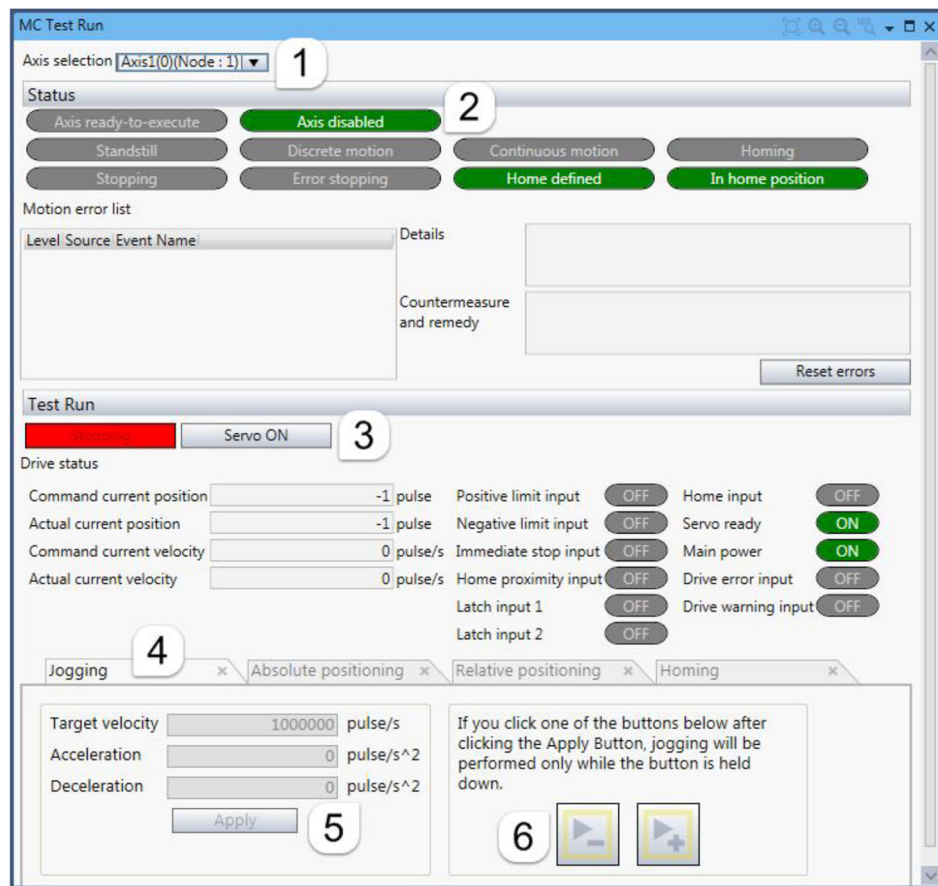 MC Test Run
Axis selection Axis1(0)(Node : 1) 1
Status 2
Axis ready-to-execute Axis disabled
Standstill Discrete motion Continuous motion Homing
Stopping Error stopping Home defined In home position
Motion error list
Level Source Event Name Details
Countermeasure
and remedy
Reset errors
Test Run
Stopping Servo ON 3
Drive status
Command current position -1 pulse Positive limit input OFF Home input OFF
Actual current position -1 pulse Negative limit input OFF Servo ready ON
Command current velocity 0 pulse/s Immediate stop input OFF Main power ON
Actual current velocity 0 pulse/s Home proximity input OFF Drive error input OFF
Latch input 1 OFF Drive warning input OFF
Latch input 2 OFF
4
Jogging Absolute positioning Relative positioning Homing
Target velocity 1000000 pulse/s
Acceleration 0 pulse/s^2
Deceleration 0 pulse/s^2
Apply 5
If you click one of the buttons below after
clicking the Apply Button, jogging will be
performed only while the button is held
down.
6